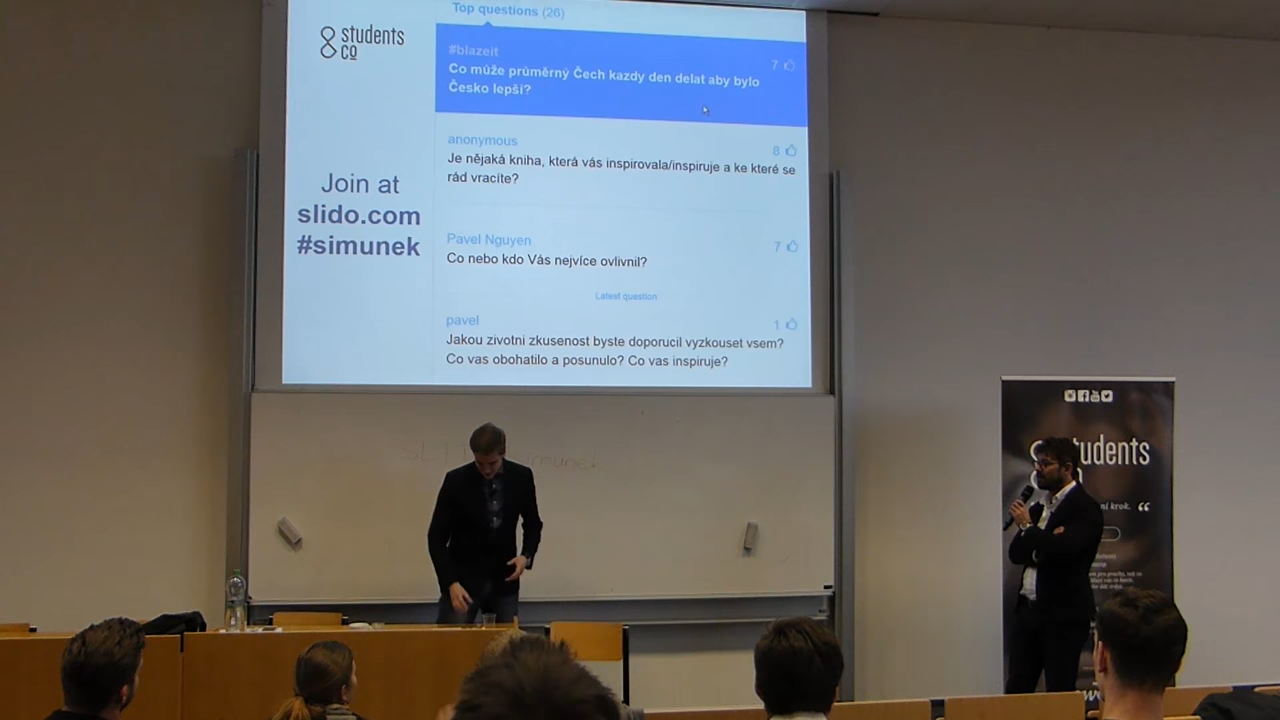 students
co
Top questions (26)
#blazeit
7
Co může průměrný Čech kazdy den delat aby bylo
Česko lepší?
anonymous
8
Je nějaká kniha, která vás inspirovala/inspiruje a ke které se
rád vracíte?
Join at
slido.com
#simunek
Pavel Nguyen
7
Co nebo kdo Vás nejvíce ovlivnil?
Latest question
pavel
1
Jakou zivotni zkusenost byste doporucil vyzkouset vsem?
Co vas obohatilo a posunulo? Co vas inspiruje?
simunek
students
krok.